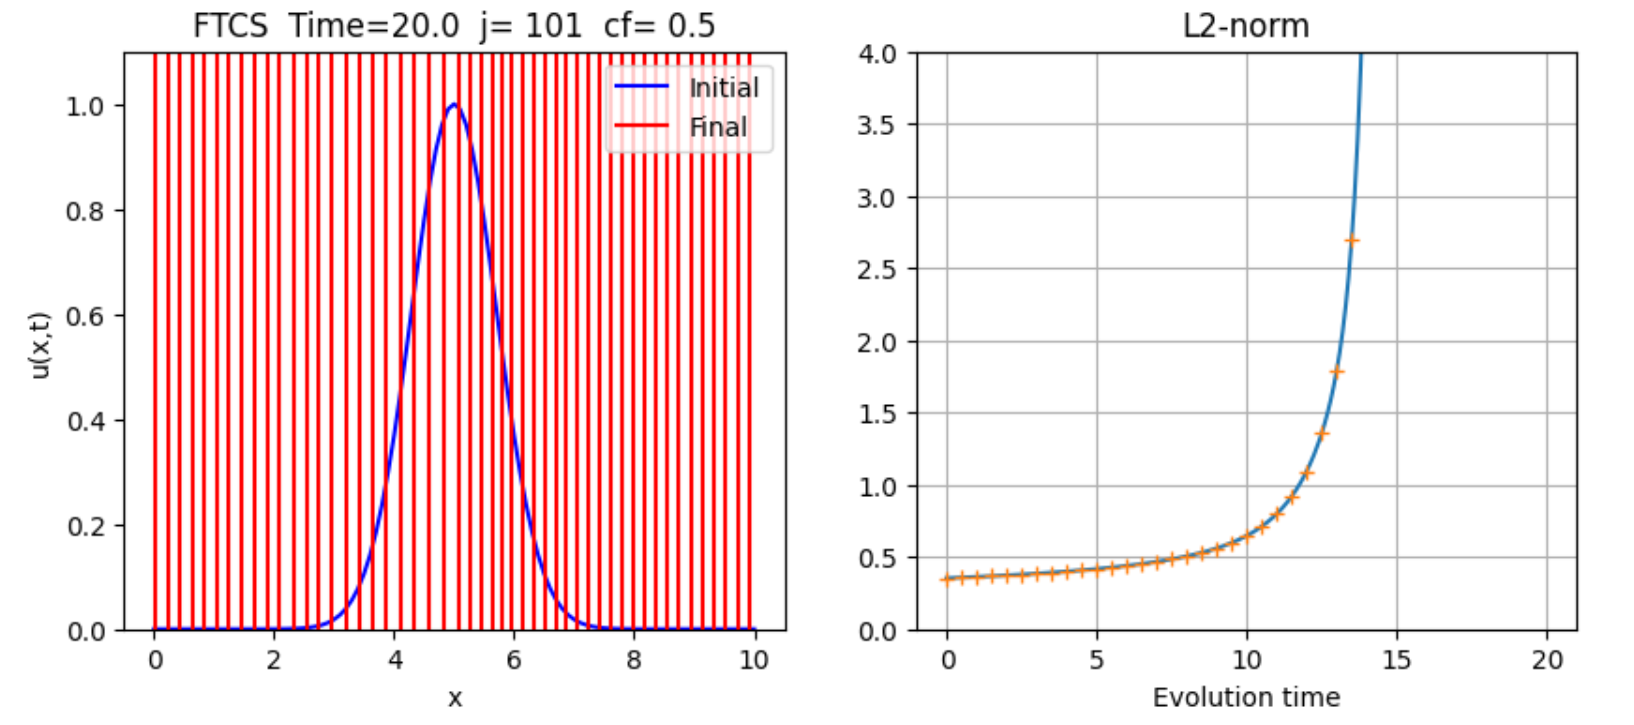 FTCS  Time=20.0  j= 101  cf= 0.5
Initial
Final
1.0
0.8
0.6
0.4
0.2
0.0
u(x,t)
0 2 4 6 8 10
x
L2-norm
4.0
3.5
3.0
2.5
2.0
1.5
1.0
0.5
0.0
0 5 10 15 20
Evolution time